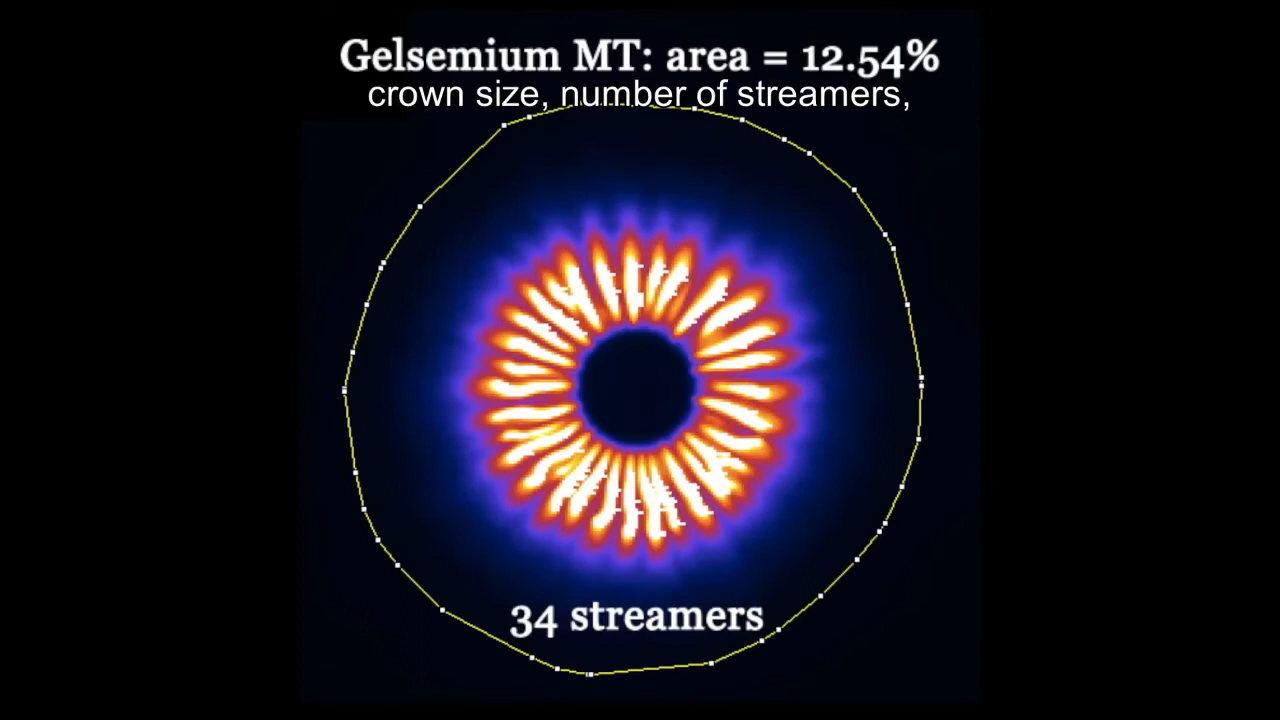 Gelsemium MT: area = 12.54%
crown size, number of streamers,
34 streamers